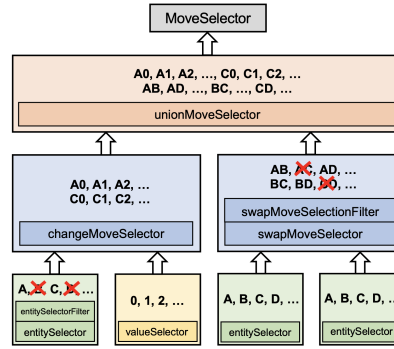 MoveSelector
A0, A1, A2, ..., C0, C1, C2, ...
AB, AD, ..., BC, ..., CD, ...
unionMoveSelector
A0, A1, A2, ...
C0, C1, C2, ...
changeMoveSelector
AB, AC, AD, ...
BC, BD, ...
swapMoveSelectionFilter
swapMoveSelector
A, B, C, D, ...
entitySelectorFilter
entitySelector
0, 1, 2, ...
valueSelector
A, B, C, D, ...
entitySelector
A, B, C, D, ...
entitySelector